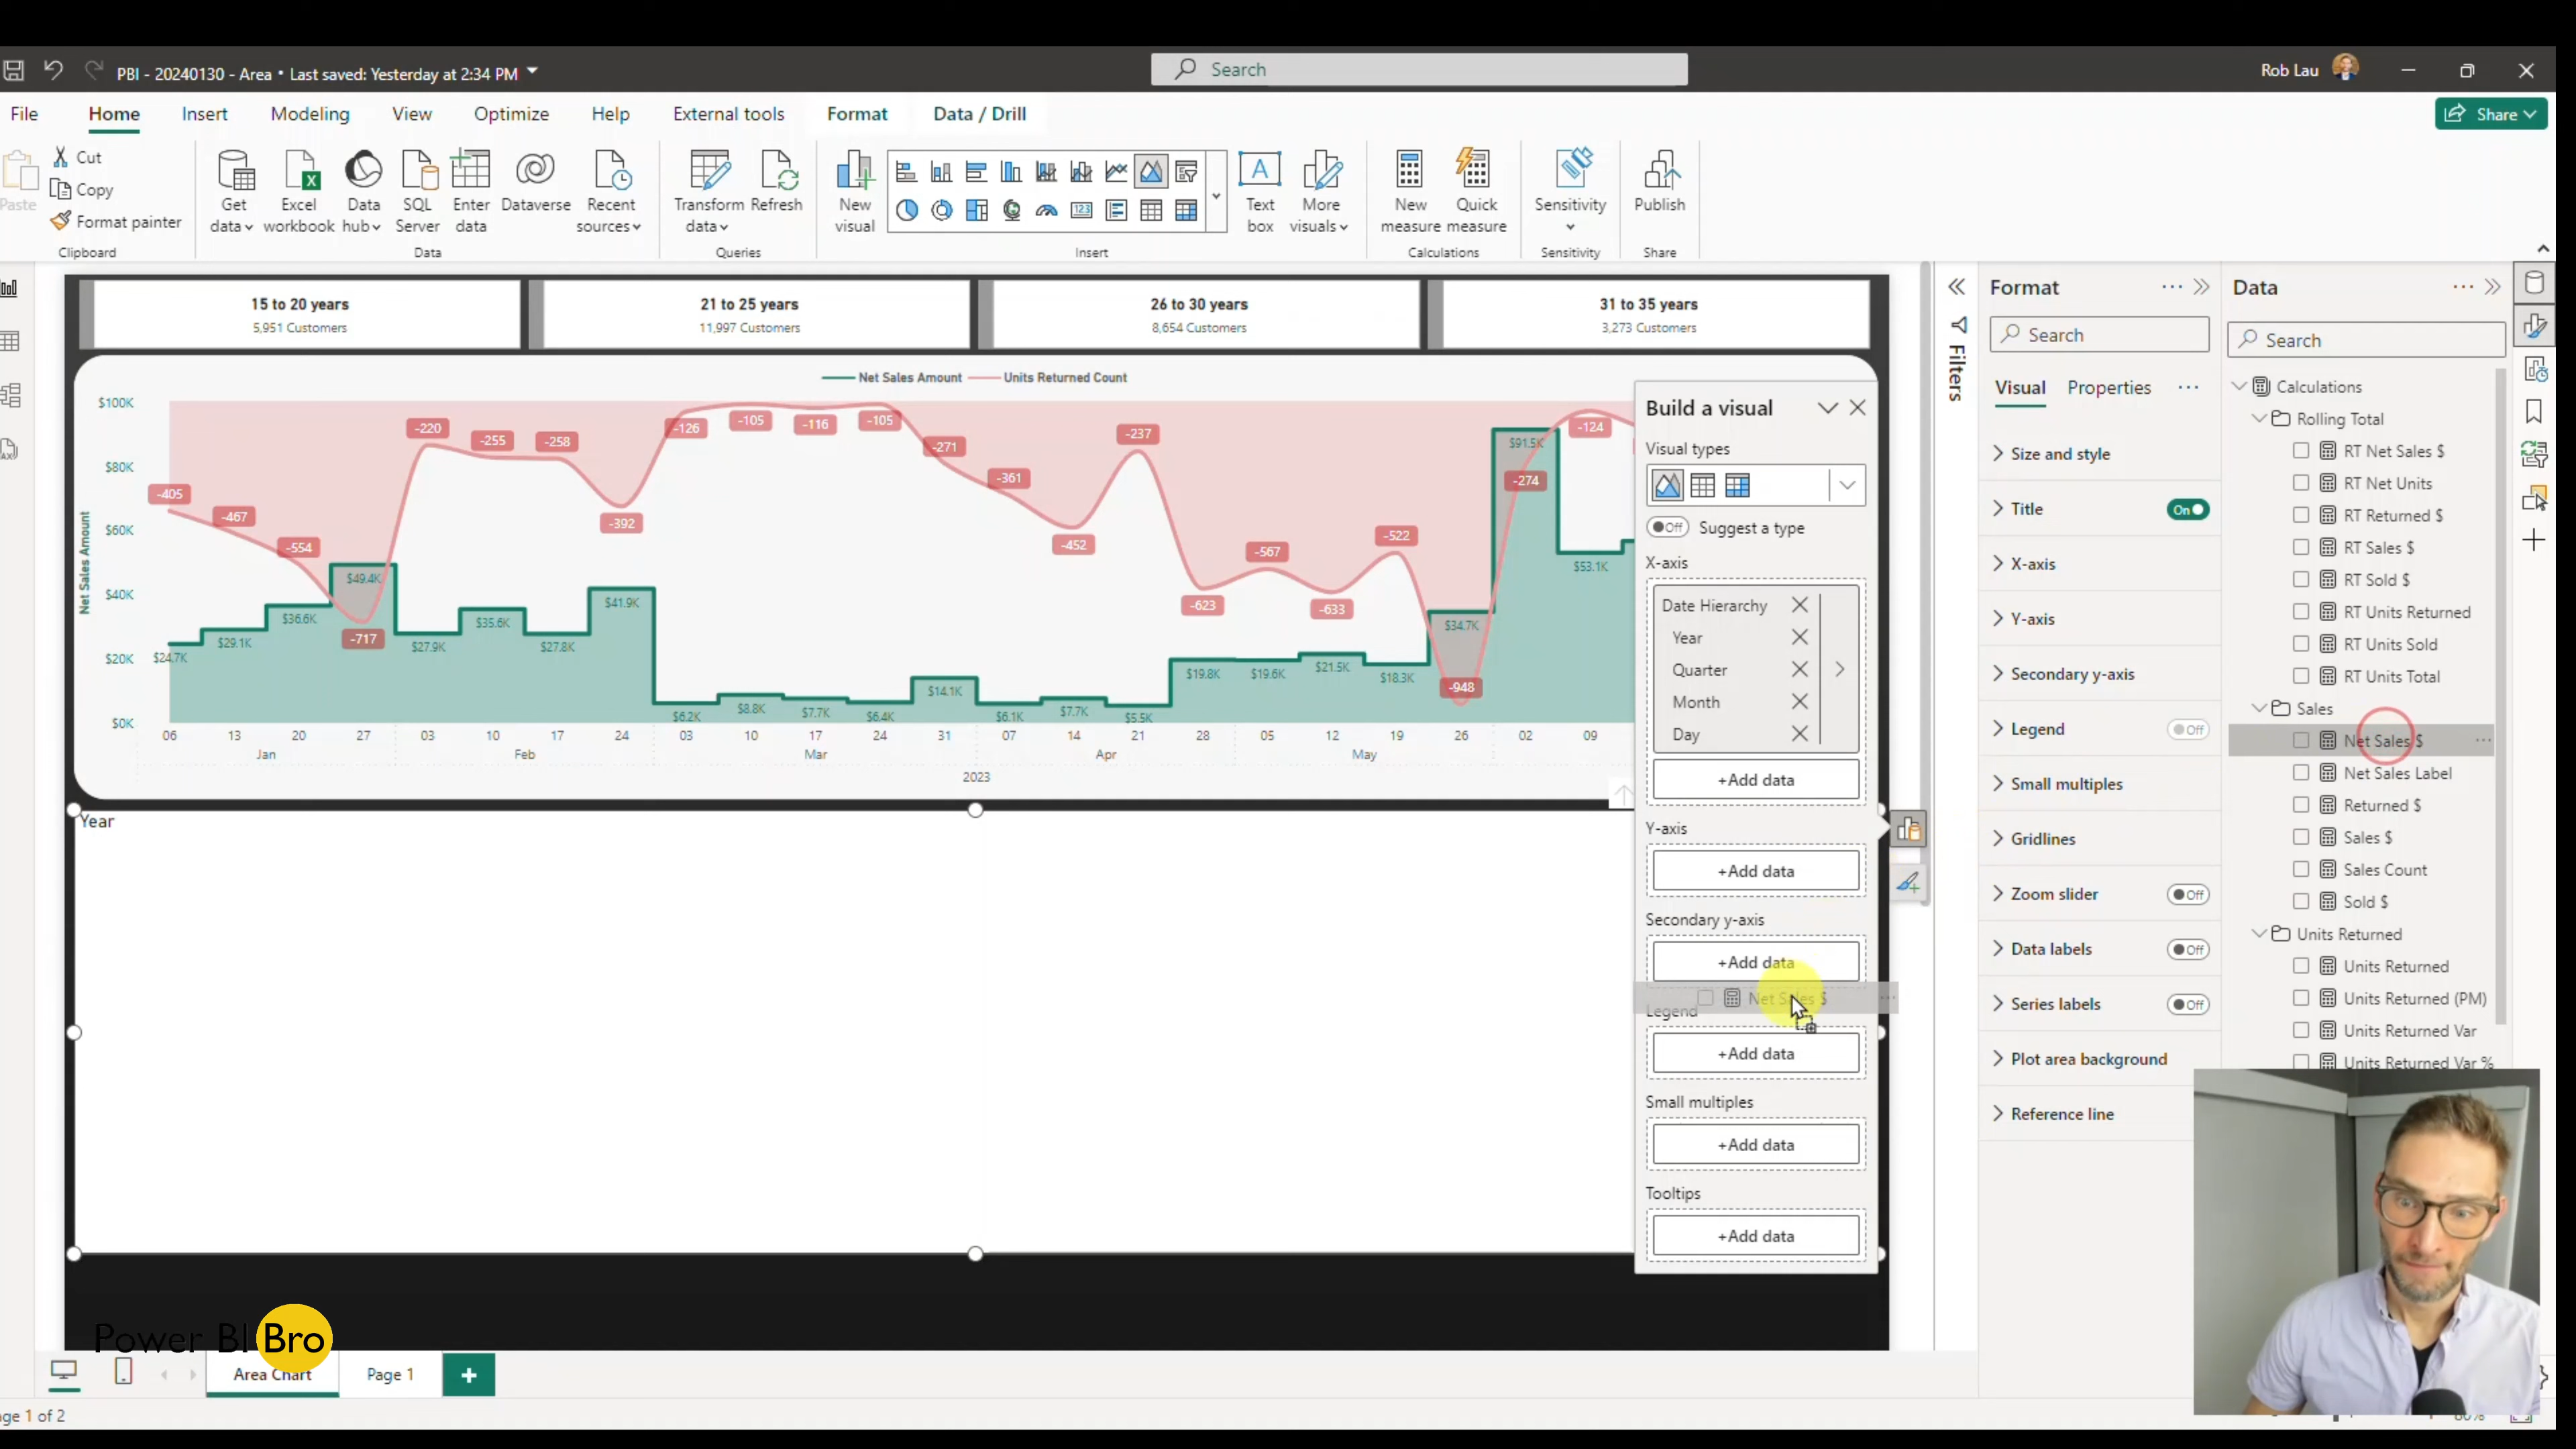 PBI - 20240130 - Area • Last saved: Yesterday at 2:34 PM
Search
Rob Lau
File Home Insert Modeling View Optimize Help External tools Format Data / Drill
Share
Paste
Cut
Copy
Format painter
Clipboard
Get data
Excel workbook
Data hub
SQL Server
Enter data
Dataverse
Recent sources
Data
Transform data
Refresh
Queries
New visual
Text box
More visuals
Insert
New measure
Quick measure
Calculations
Sensitivity
Sensitivity
Publish
Share
15 to 20 years
5,951 Customers
21 to 25 years
11,997 Customers
26 to 30 years
8,654 Customers
31 to 35 years
3,273 Customers
Net Sales Amount Units Returned Count
Net Sales Amount
$100K
$80K
$60K
$40K
$20K
$0K
-405 -467 -554 -717 -220 -255 -258 -392 -126 -105 -116 -105 -271 -361 -452 -237 -623 -567 -633 -522 -948 -274 -124
$24.7K $29.1K $36.6K $49.4K $27.9K $35.6K $27.8K $41.9K $6.2K $8.8K $7.7K $6.4K $14.1K $6.1K $7.7K $5.5K $19.8K $19.6K $21.5K $18.3K $34.7K $91.5K $53.1K
06 13 20 27 03 10 17 24 03 10 17 24 31 07 14 21 28 05 12 19 26 02 09
Jan Feb Mar Apr May
2023
Year
Build a visual
Visual types
Off Suggest a type
X-axis
Date Hierarchy
Year
Quarter
Month
Day
+Add data
Y-axis
+Add data
Secondary y-axis
+Add data
Net Sales $
Legend
+Add data
Small multiples
+Add data
Tooltips
+Add data
Filters
Format
Search
Visual Properties
Size and style
Title On
X-axis
Y-axis
Secondary y-axis
Legend Off
Small multiples
Gridlines
Zoom slider Off
Data labels Off
Series labels Off
Plot area background
Reference line
Data
Search
Calculations
Rolling Total
RT Net Sales $
RT Net Units
RT Returned $
RT Sales $
RT Sold $
RT Units Returned
RT Units Sold
RT Units Total
Sales
Net Sales $
Net Sales Label
Returned $
Sales $
Sales Count
Sold $
Units Returned
Units Returned
Units Returned (PM)
Units Returned Var
Units Returned Var %
Power BI Bro
Area Chart Page 1
age 1 of 2